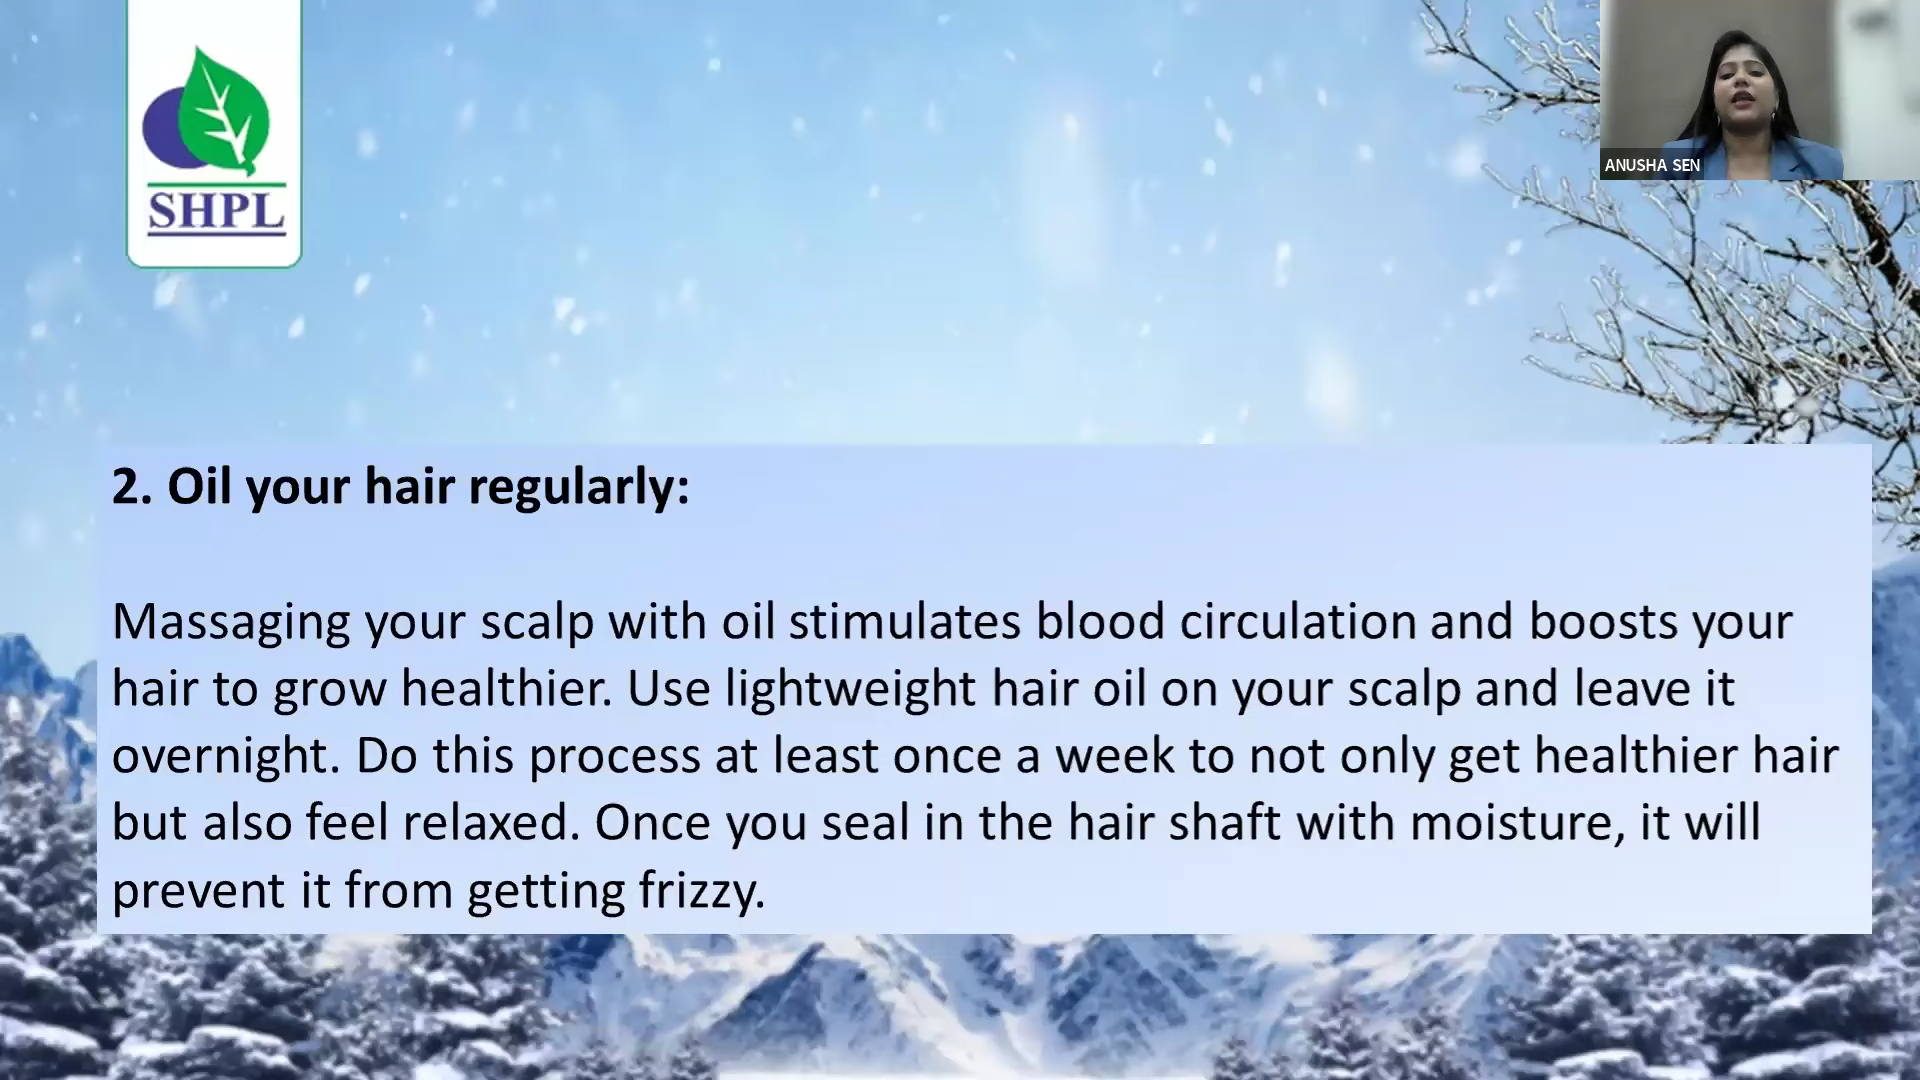 SHPL
ANUSHA SEN
2. Oil your hair regularly:
Massaging your scalp with oil stimulates blood circulation and boosts your
hair to grow healthier. Use lightweight hair oil on your scalp and leave it
overnight. Do this process at least once a week to not only get healthier hair
but also feel relaxed. Once you seal in the hair shaft with moisture, it will
prevent it from getting frizzy.